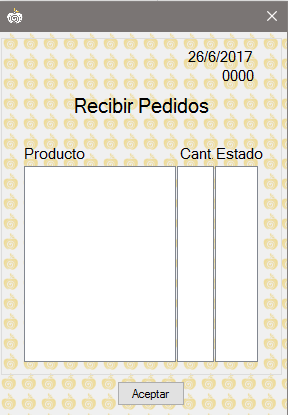 26/6/2017
0000
Recibir Pedidos
Producto Cant. Estado
Aceptar